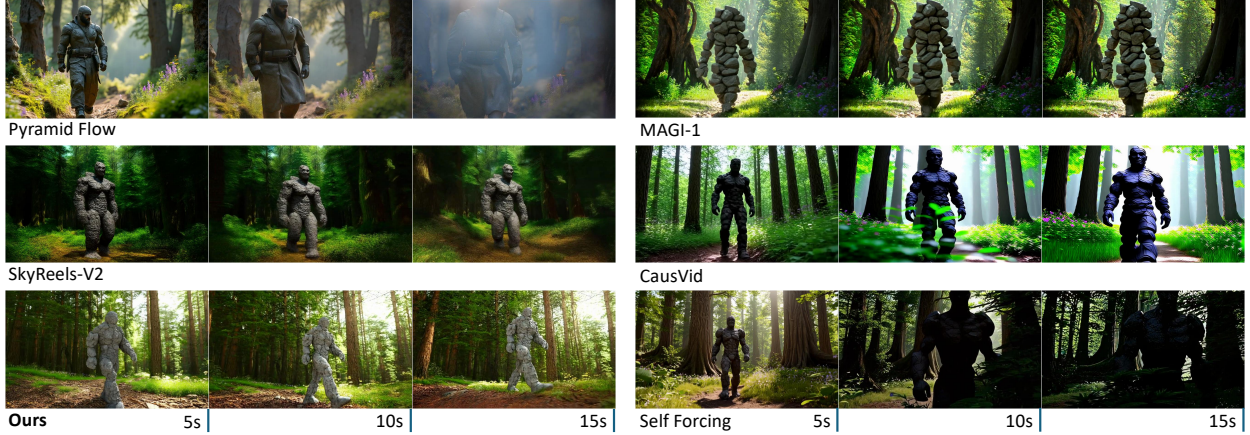 Pyramid Flow
MAGI-1
SkyReels-V2
CausVid
Ours 5s 10s 15s
Self Forcing 5s 10s 15s